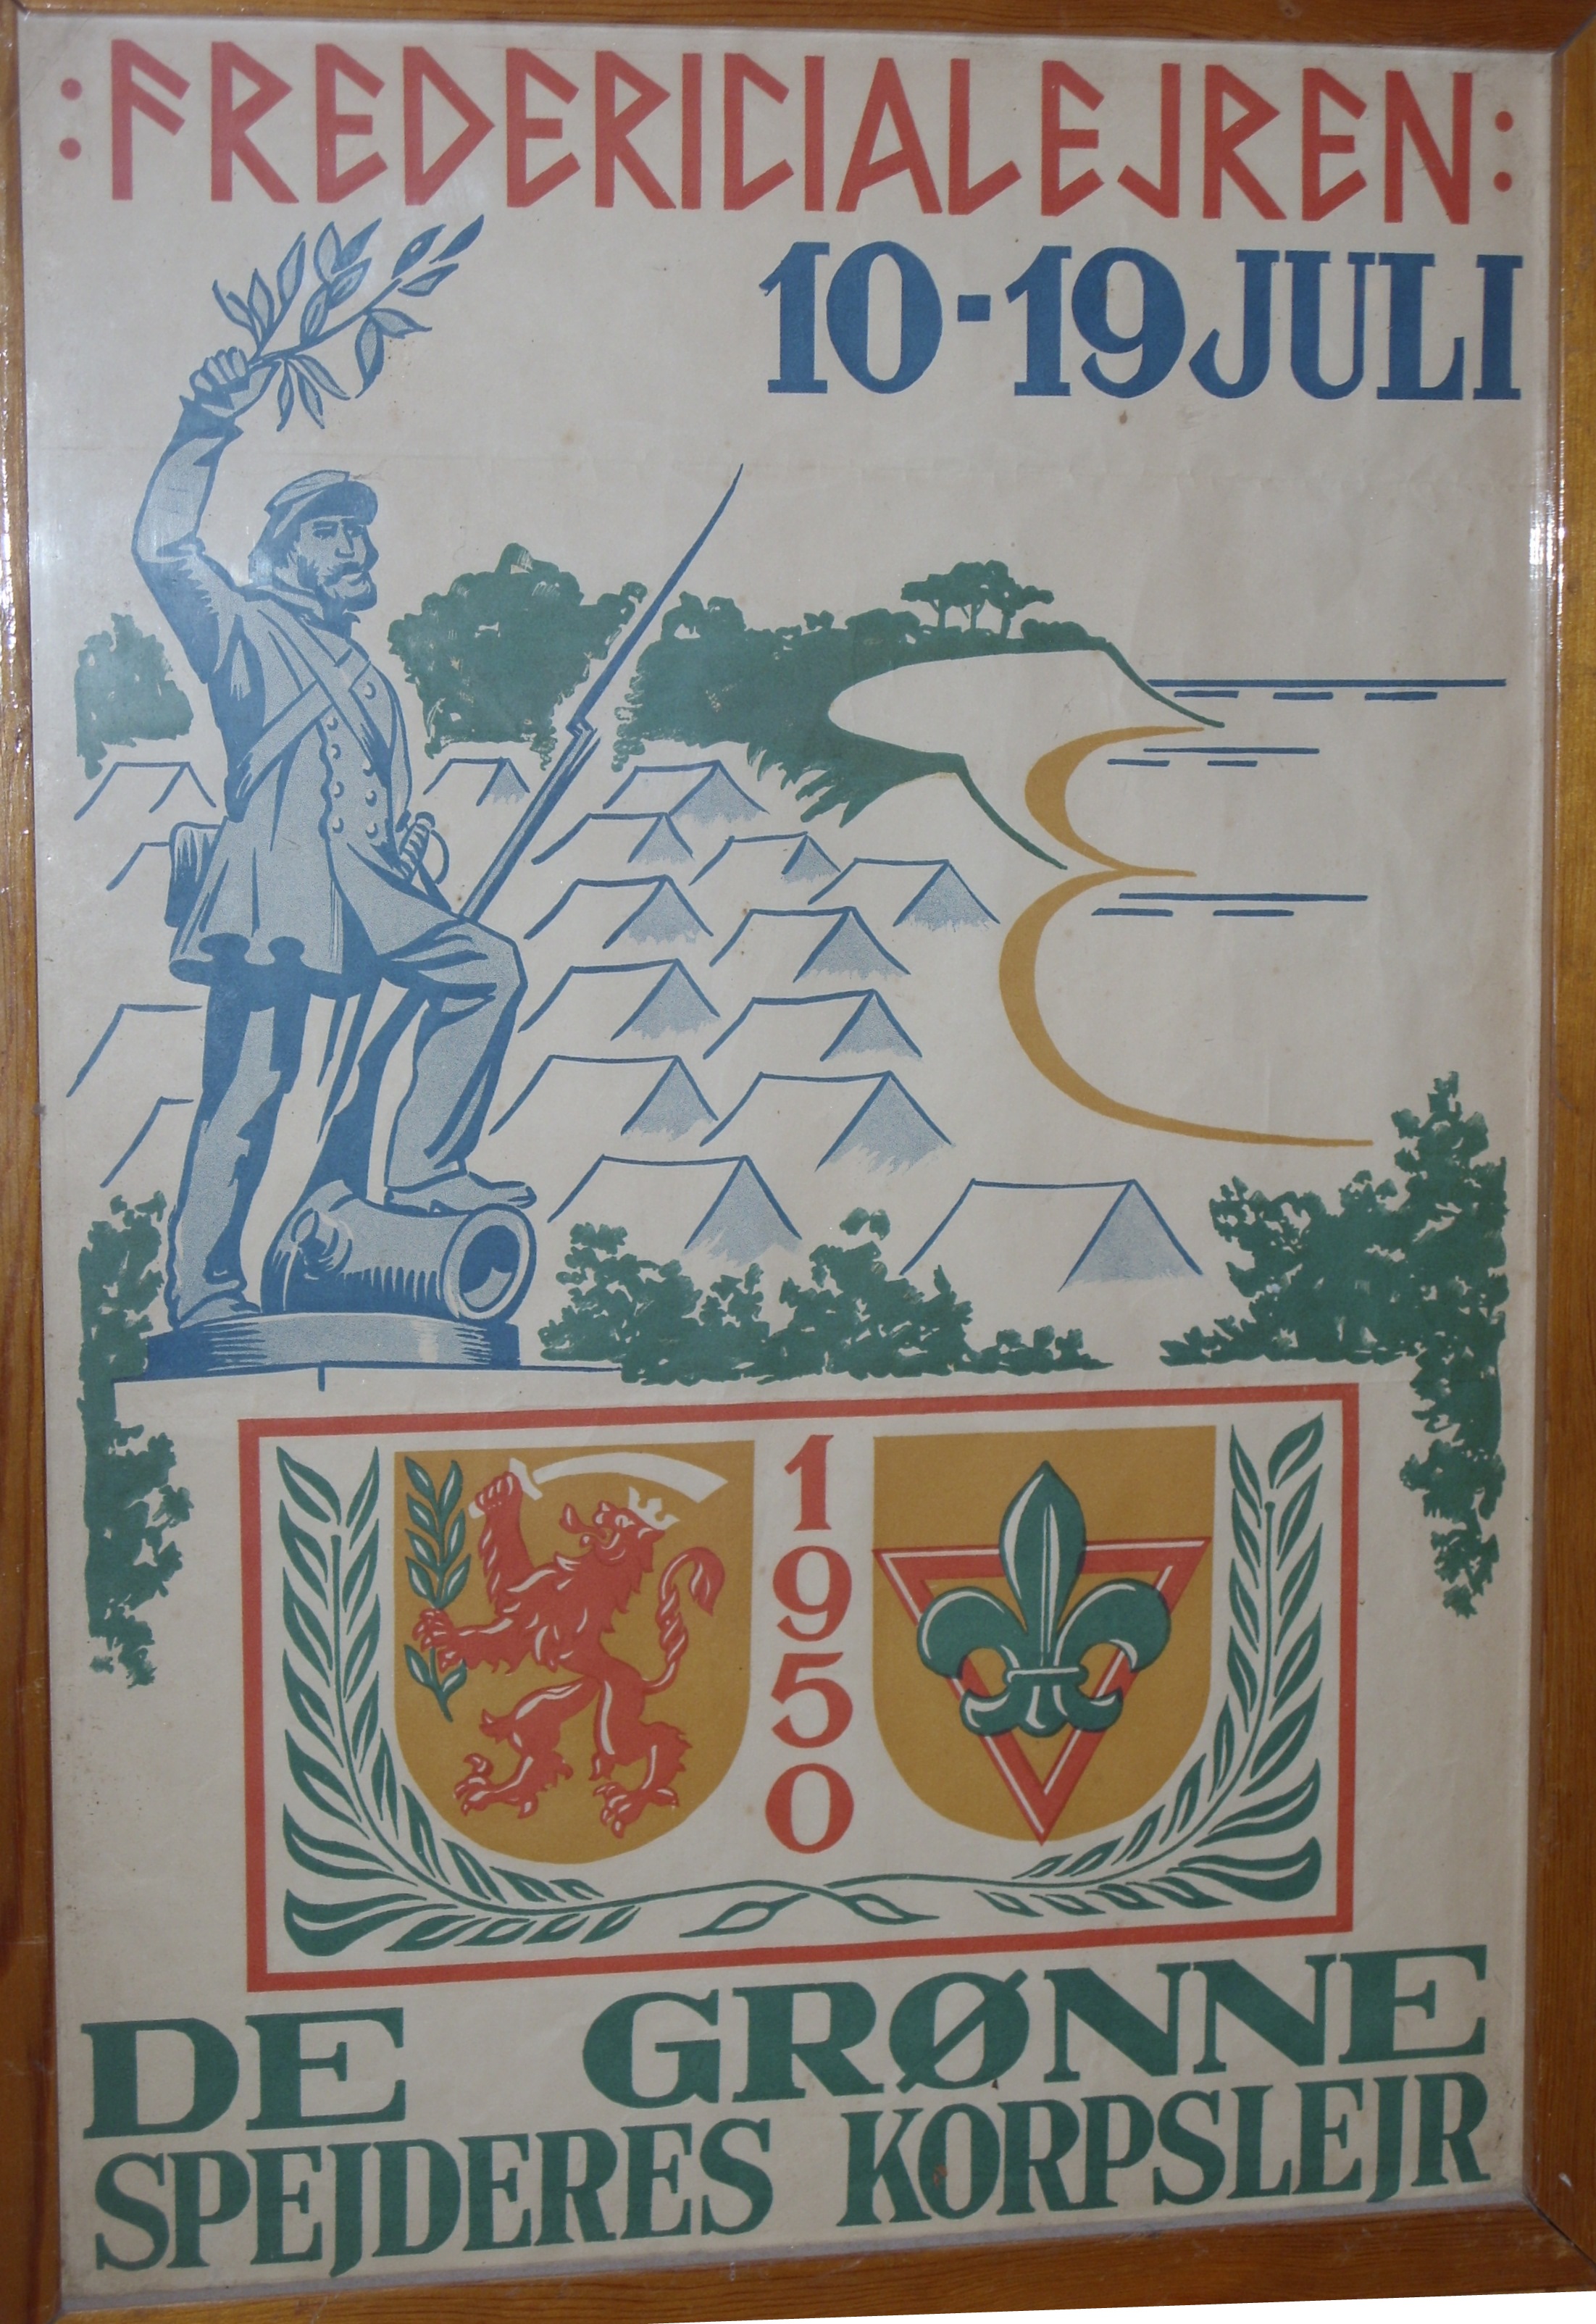 :FREDERICIALEJREN:
10-19 JULI
1950
DE GRØNNE
SPEJDERES KORPSLEJR